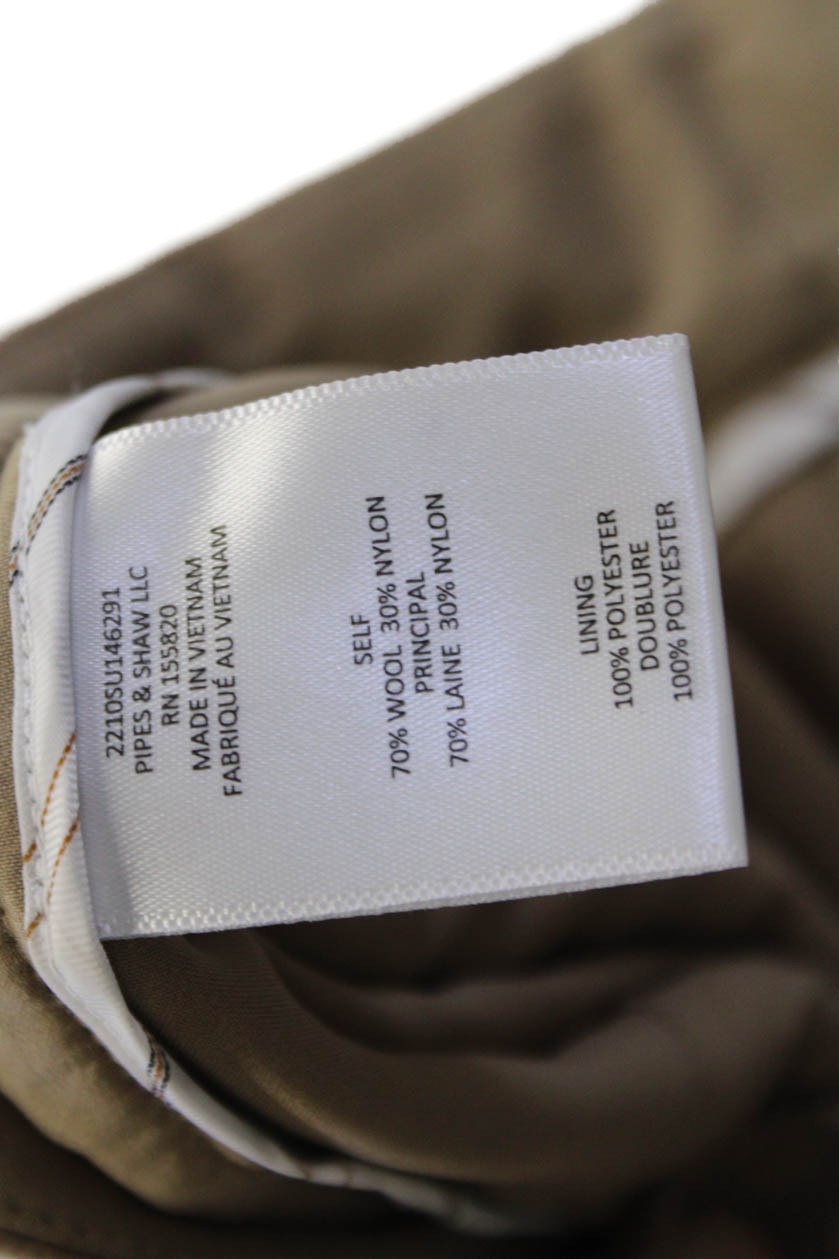 2210SU146291
PIPES & SHAW LLC
RN 155820
MADE IN VIETNAM
FABRIQUÉ AU VIETNAM
SELF
70% WOOL 30% NYLON
PRINCIPAL
70% LAINE 30% NYLON
LINING
100% POLYESTER
DOUBLURE
100% POLYESTER